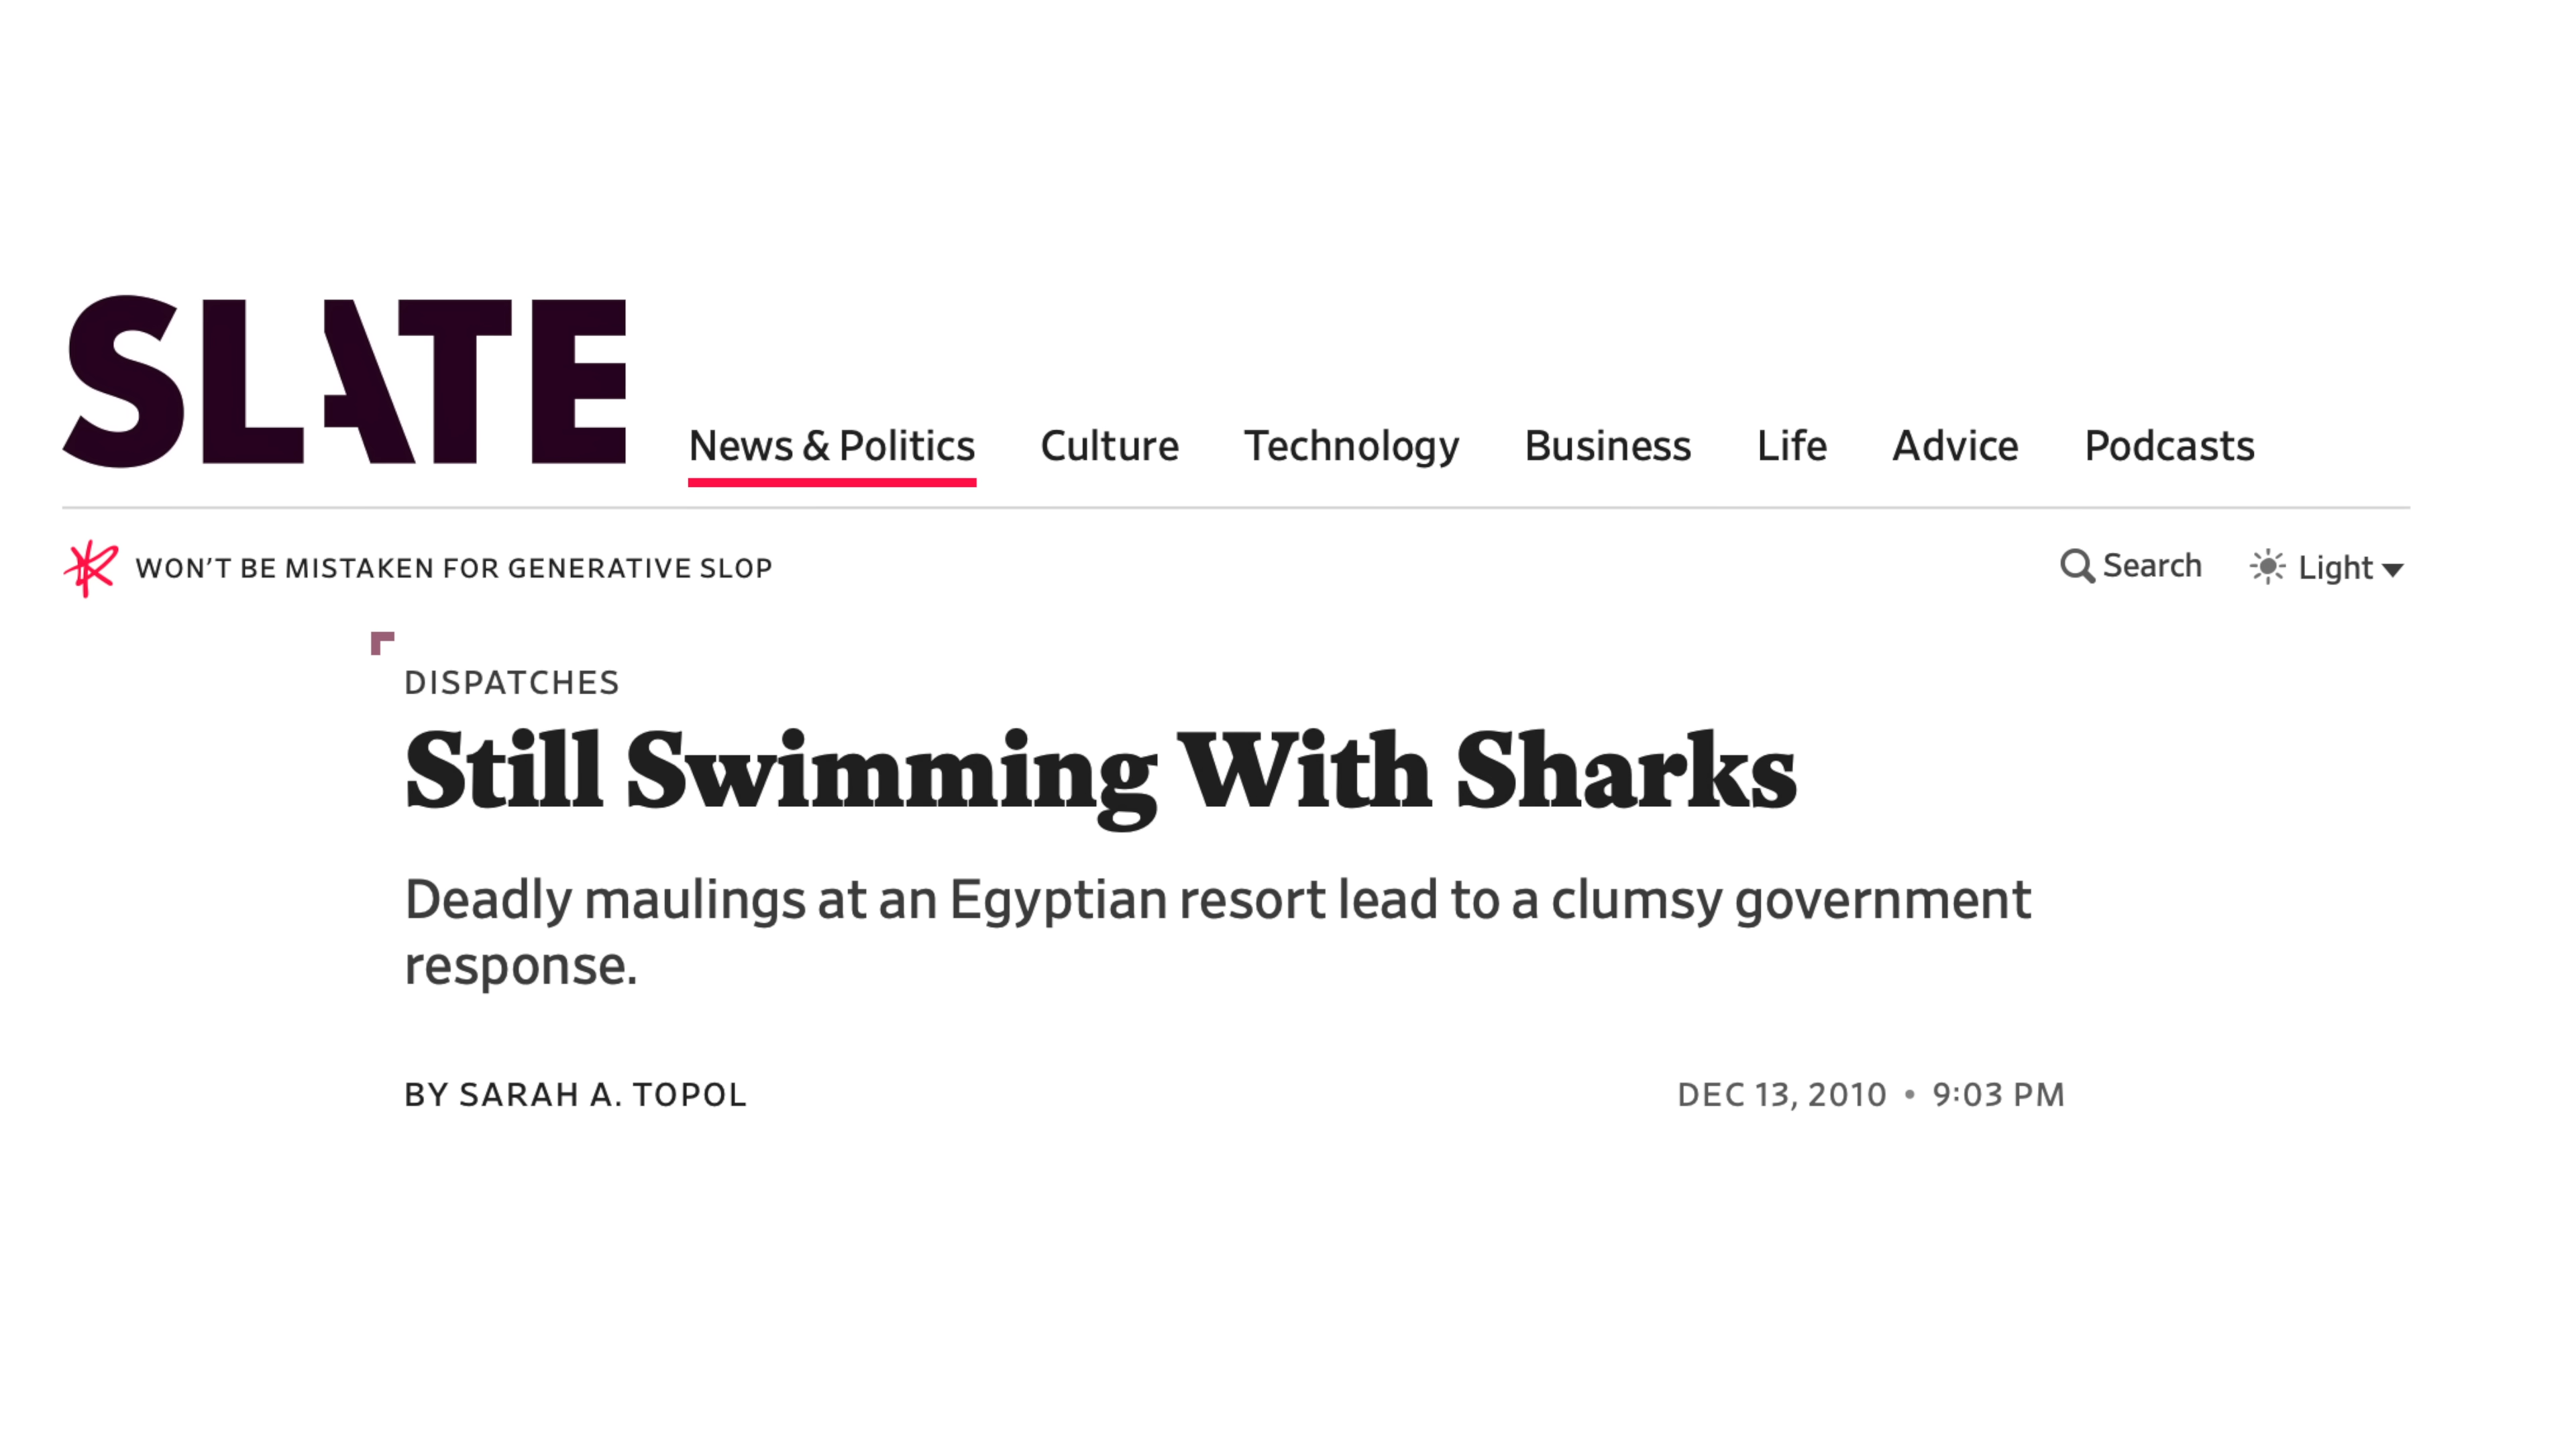 SLATE
News & Politics Culture Technology Business Life Advice Podcasts
WON'T BE MISTAKEN FOR GENERATIVE SLOP Search Light
DISPATCHES
Still Swimming With Sharks
Deadly maulings at an Egyptian resort lead to a clumsy government
response.
BY SARAH A. TOPOL DEC 13, 2010 • 9:03 PM